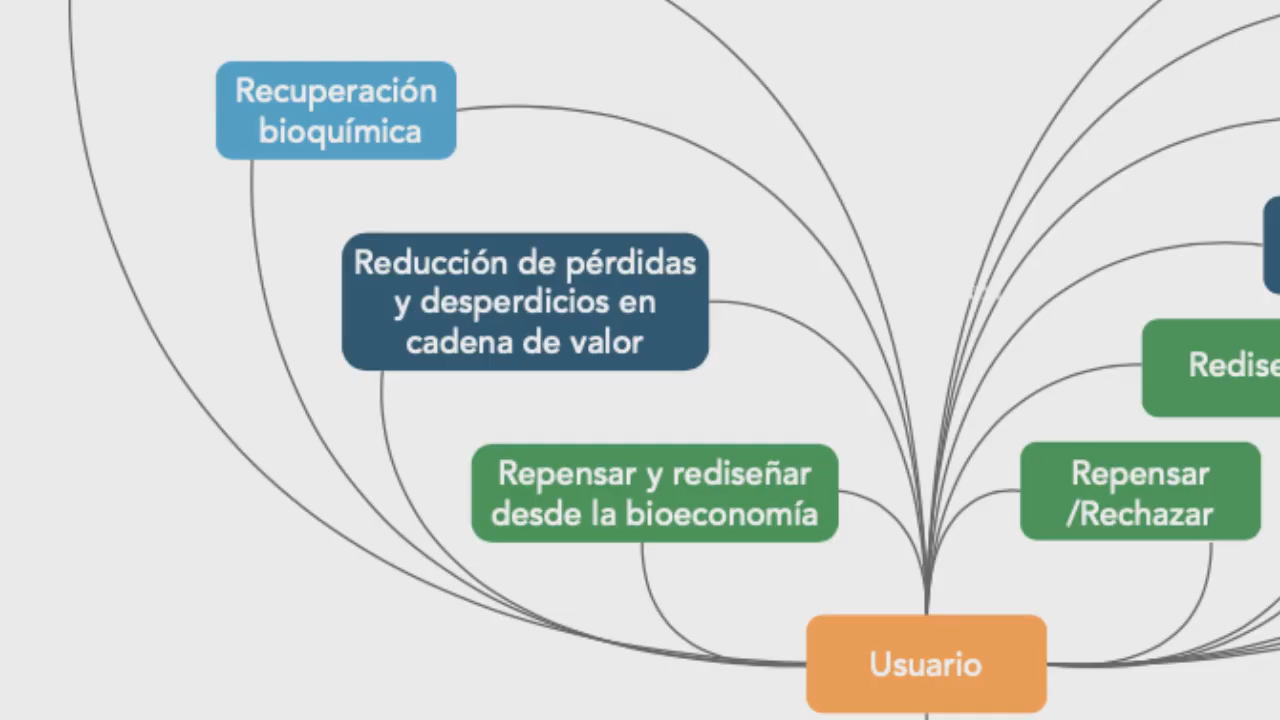 Recuperación
bioquímica
Reducción de pérdidas
y desperdicios en
cadena de valor
Repensar y rediseñar
desde la bioeconomía
Repensar
/Rechazar
Usuario